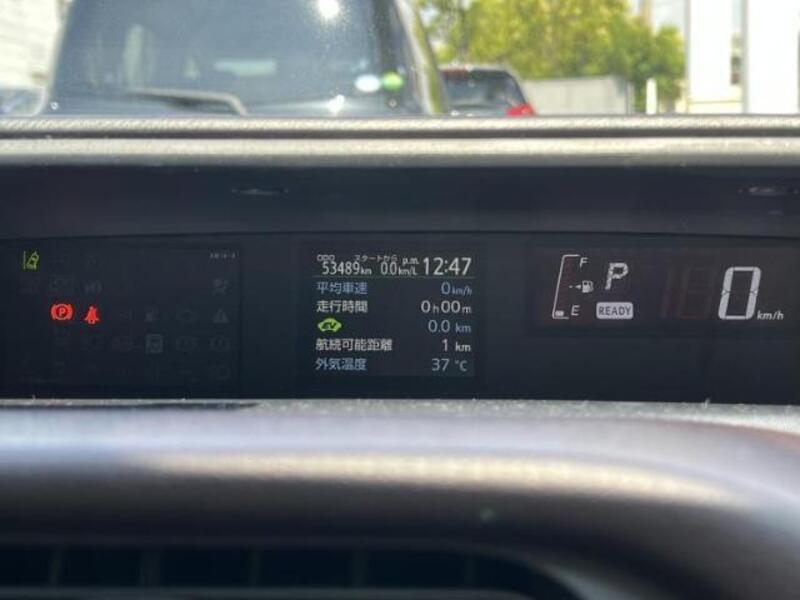 ODO スタートから p.m.
53489km 0.0km/L 12:47
平均車速 0km/h
走行時間 0h00m
EV 0.0 km
航続可能距離 1 km
外気温度 37 °C
P
F
P
E READY
0 km/h